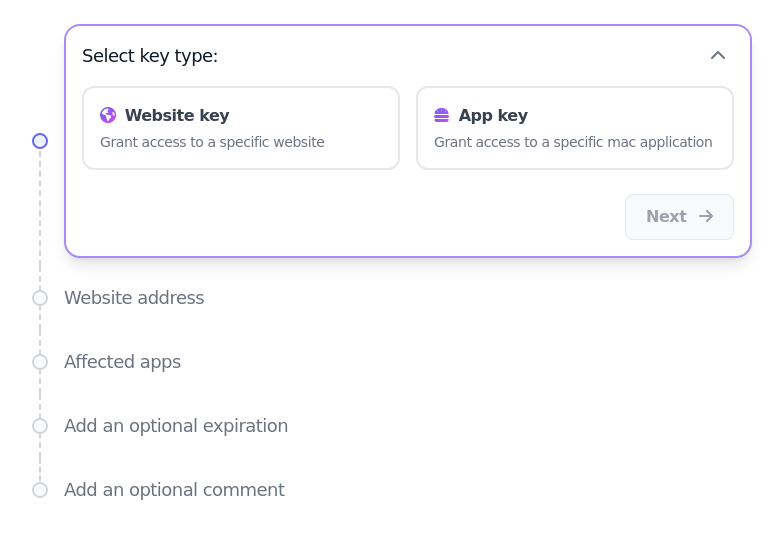 Select key type:
Website key
Grant access to a specific website
App key
Grant access to a specific mac application
Next
Website address
Affected apps
Add an optional expiration
Add an optional comment